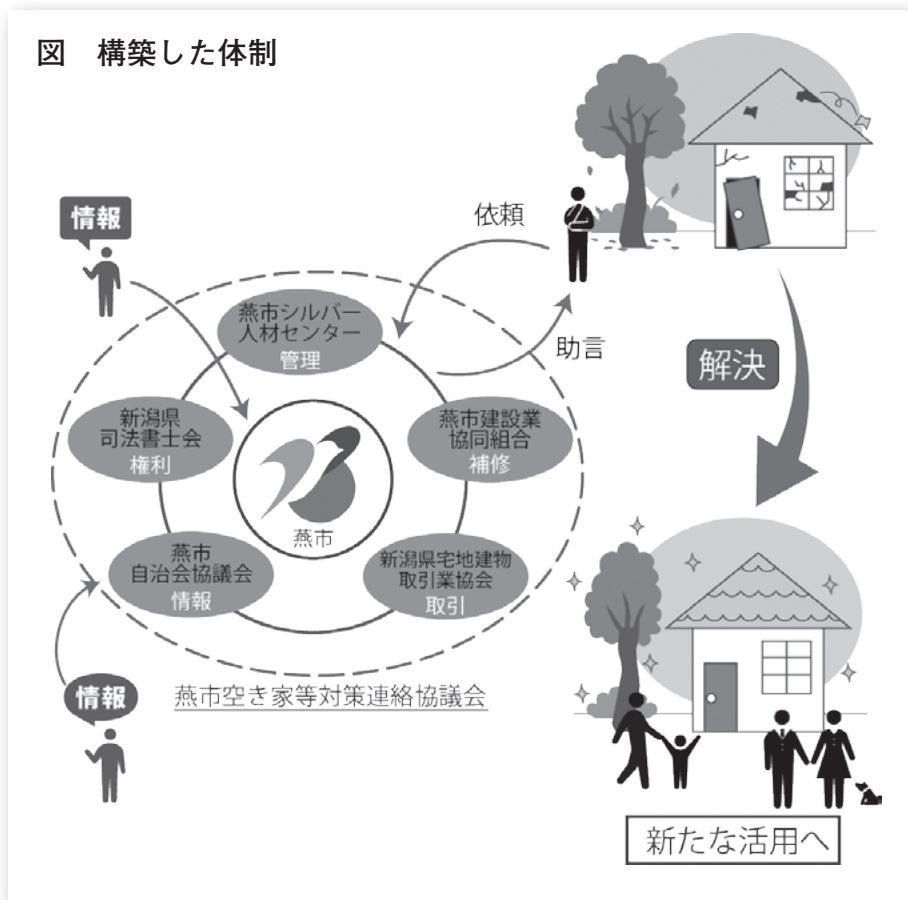 図　構築した体制
情報
依頼
助言
燕市シルバー
人材センター
管理
新潟県
司法書士会
権利
燕市建設業
協同組合
補修
燕市
燕市
自治会協議会
情報
新潟県宅地建物
取引業協会
取引
情報
燕市空き家等対策連絡協議会
解決
新たな活用へ